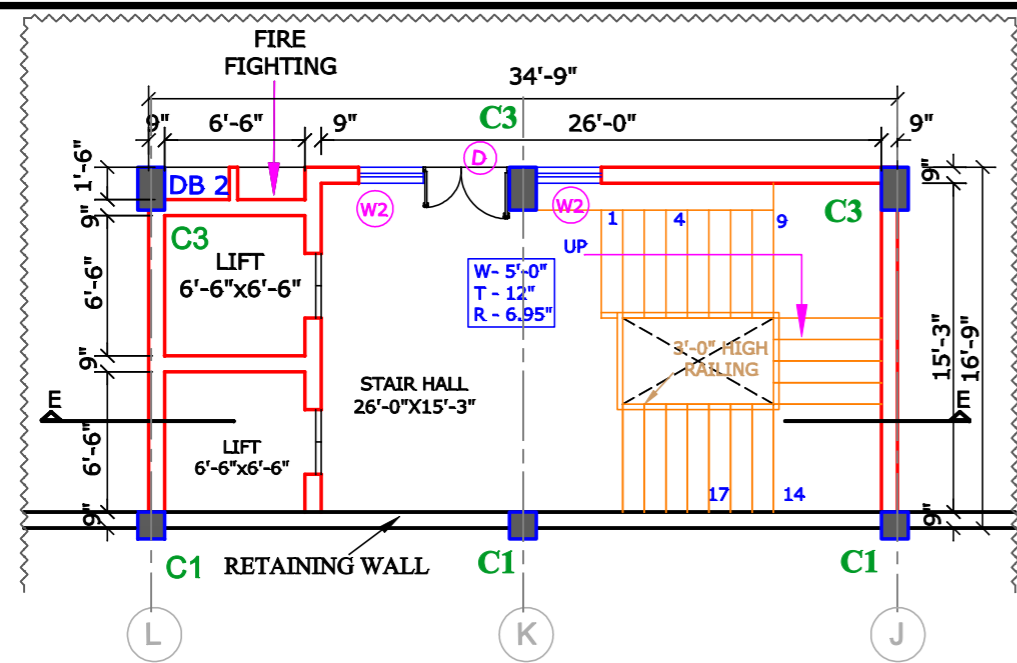 FIRE
FIGHTING
34'-9"
9"
6'-6"
9"
C3
26'-0"
9"
D
1'-6"
DB 2
W2
W2
C3
9"
9"
C3
1
4
9
UP
LIFT
6'-6"x6'-6"
6'-6"
W- 5'-0"
T - 12"
R - 6.95"
3'-0" HIGH
RAILING
15'-3"
16'-9"
9"
STAIR HALL
26'-0"X15'-3"
E
E
LIFT
6'-6"x6'-6"
6'-6"
17
14
9"
9"
C1
RETAINING WALL
C1
C1
L
K
J